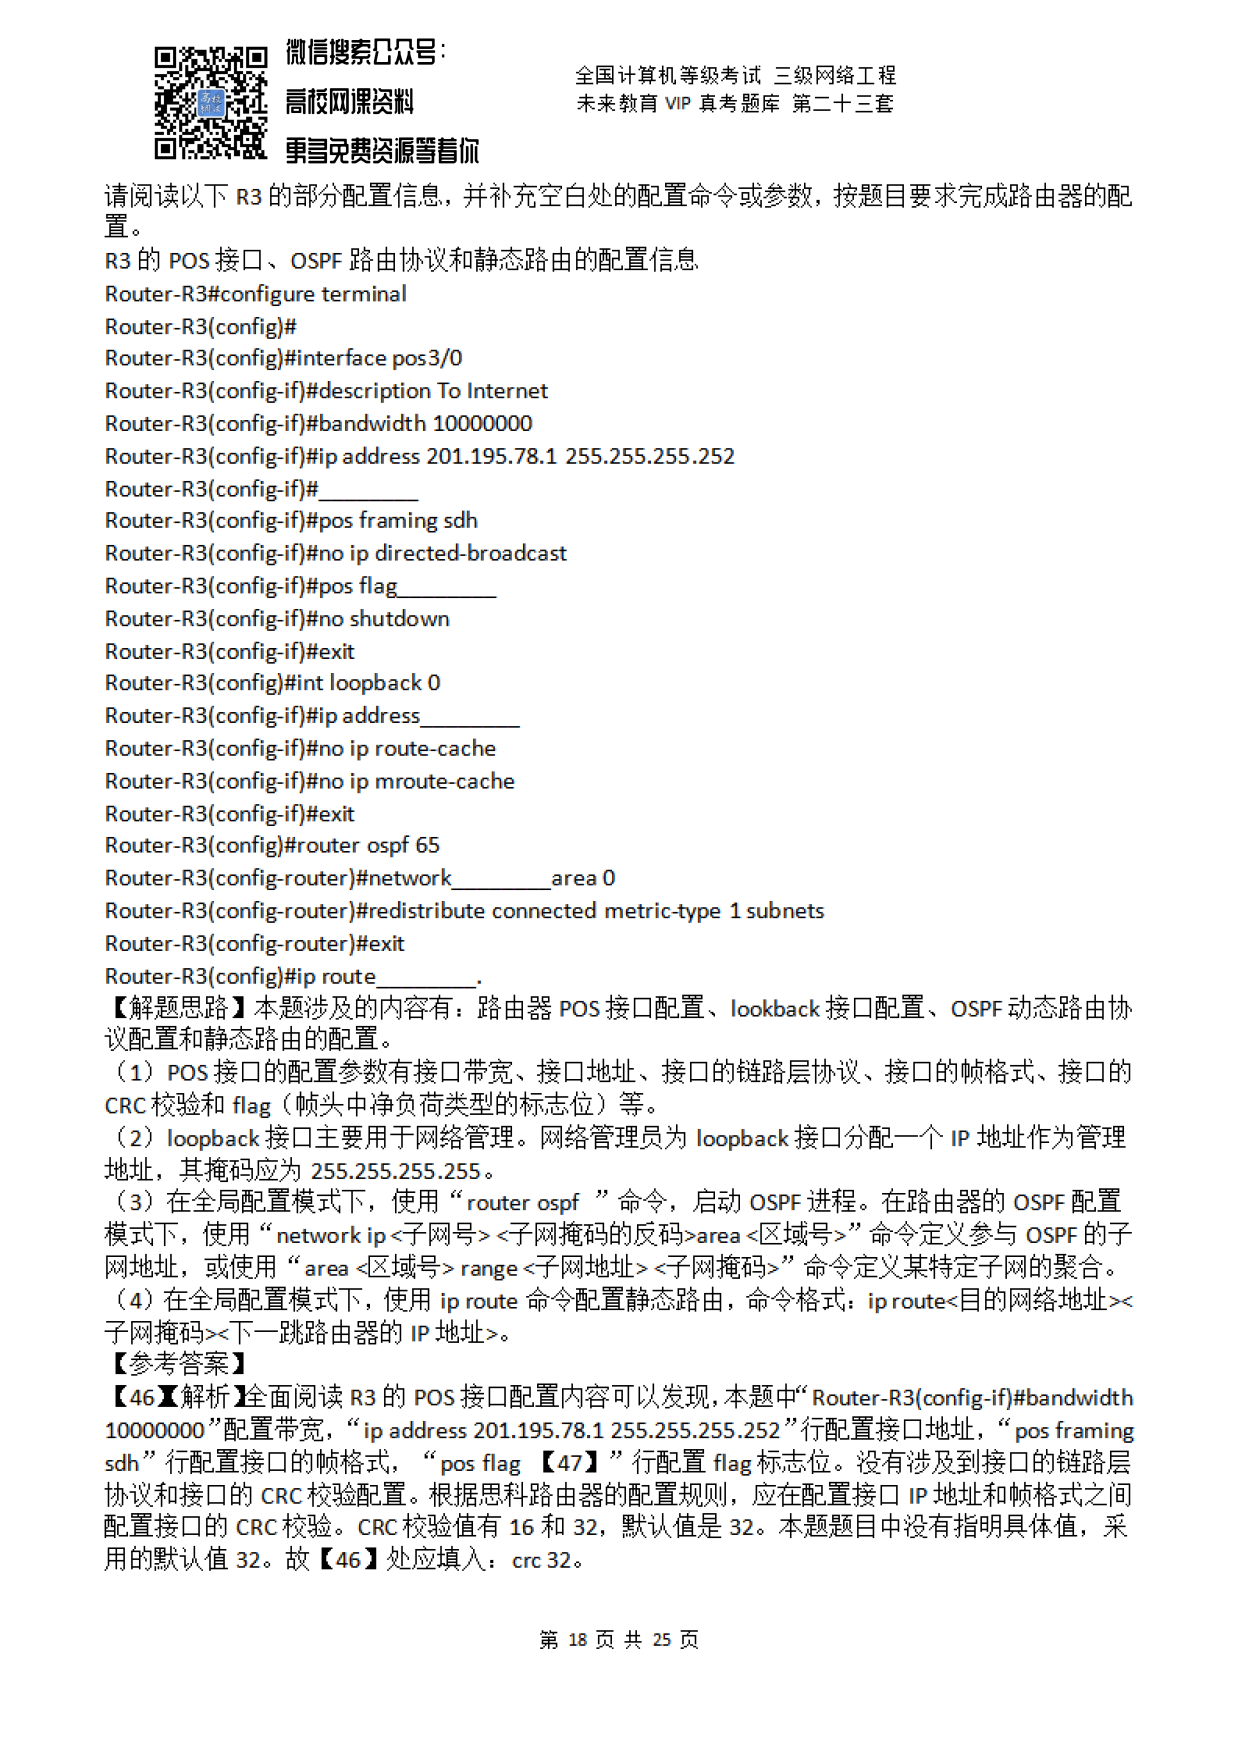 微信搜索公众号：
高校网课资料
更多免费资源等着你
全国计算机等级考试 三级网络工程
未来教育 VIP 真考题库 第二十三套
高校
网课
请阅读以下 R3 的部分配置信息，并补充空白处的配置命令或参数，按题目要求完成路由器的配
置。
R3 的 POS 接口、OSPF 路由协议和静态路由的配置信息
Router-R3#configure terminal
Router-R3(config)#
Router-R3(config)#interface pos3/0
Router-R3(config-if)#description To Internet
Router-R3(config-if)#bandwidth 10000000
Router-R3(config-if)#ip address 201.195.78.1 255.255.255.252
Router-R3(config-if)#________
Router-R3(config-if)#pos framing sdh
Router-R3(config-if)#no ip directed-broadcast
Router-R3(config-if)#pos flag________
Router-R3(config-if)#no shutdown
Router-R3(config-if)#exit
Router-R3(config)#int loopback 0
Router-R3(config-if)#ip address________
Router-R3(config-if)#no ip route-cache
Router-R3(config-if)#no ip mroute-cache
Router-R3(config-if)#exit
Router-R3(config)#router ospf 65
Router-R3(config-router)#network________area 0
Router-R3(config-router)#redistribute connected metric-type 1 subnets
Router-R3(config-router)#exit
Router-R3(config)#ip route________.
【解题思路】本题涉及的内容有：路由器 POS 接口配置、lookback 接口配置、OSPF 动态路由协
议配置和静态路由的配置。
（1）POS 接口的配置参数有接口带宽、接口地址、接口的链路层协议、接口的帧格式、接口的
CRC 校验和 flag（帧头中净负荷类型的标志位）等。
（2）loopback 接口主要用于网络管理。网络管理员为 loopback 接口分配一个 IP 地址作为管理
地址，其掩码应为 255.255.255.255。
（3）在全局配置模式下，使用“router ospf ”命令，启动 OSPF 进程。在路由器的 OSPF 配置
模式下，使用“network ip <子网号> <子网掩码的反码>area <区域号>”命令定义参与 OSPF 的子
网地址，或使用“area <区域号> range <子网地址> <子网掩码>”命令定义某特定子网的聚合。
（4）在全局配置模式下，使用 ip route 命令配置静态路由，命令格式：ip route<目的网络地址><
子网掩码><下一跳路由器的 IP 地址>。
【参考答案】
【46】【解析】全面阅读 R3 的 POS 接口配置内容可以发现，本题中“Router-R3(config-if)#bandwidth
10000000”配置带宽，“ip address 201.195.78.1 255.255.255.252”行配置接口地址，“pos framing
sdh”行配置接口的帧格式，“pos flag 【47】”行配置 flag 标志位。没有涉及到接口的链路层
协议和接口的 CRC 校验配置。根据思科路由器的配置规则，应在配置接口 IP 地址和帧格式之间
配置接口的 CRC 校验。CRC 校验值有 16 和 32，默认值是 32。本题题目中没有指明具体值，采
用的默认值 32。故【46】处应填入：crc 32。
第 18 页 共 25 页